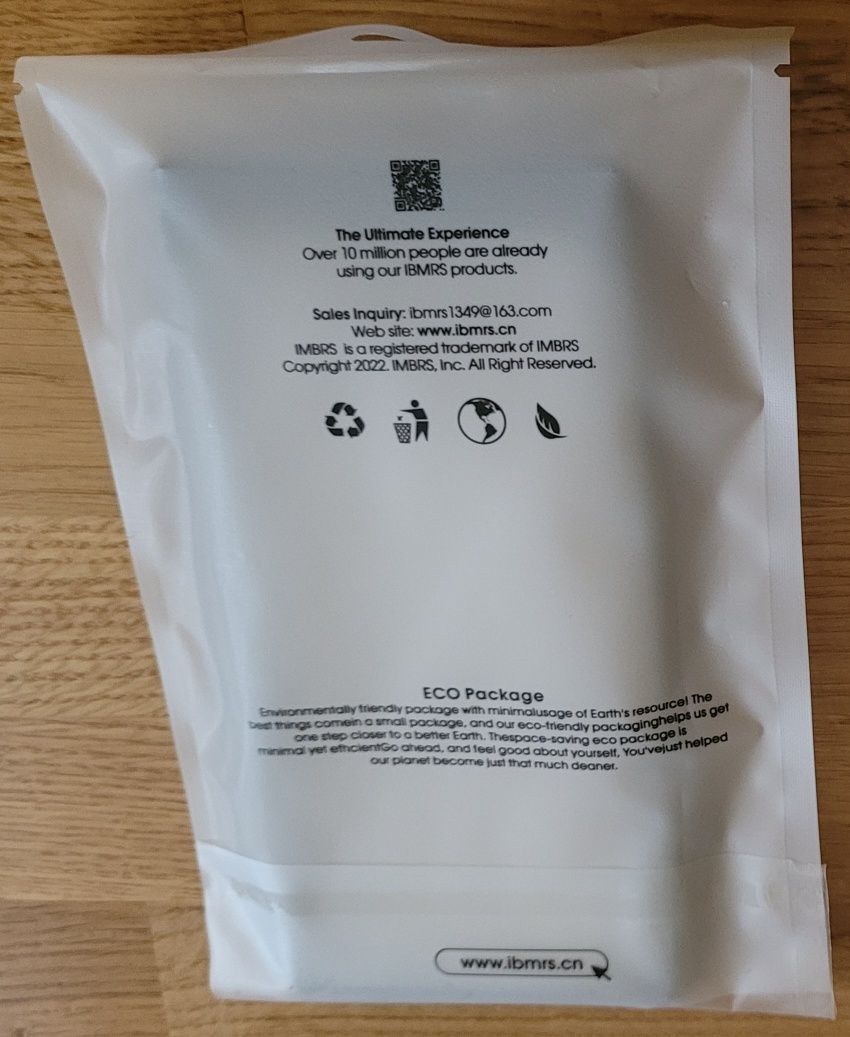 The Ultimate Experience
Over 10 million people are already
using our IBMRS products.
Sales Inquiry: ibmrs1349@163.com
Web site: www.ibmrs.cn
IMBRS is a registered trademark of IMBRS
Copyright 2022. IMBRS, Inc. All Right Reserved.
ECO Package
Environmentally friendly package with minimalusage of Earth's resource! The
best things comein a small package, and our eco-friendly packaginghelps us get
one step closer to a better Earth. Thespace-saving eco package is
minimal yet efficientGo ahead, and feel good about yourself, You'vejust helped
our planet become just that much deaner.
www.ibmrs.cn